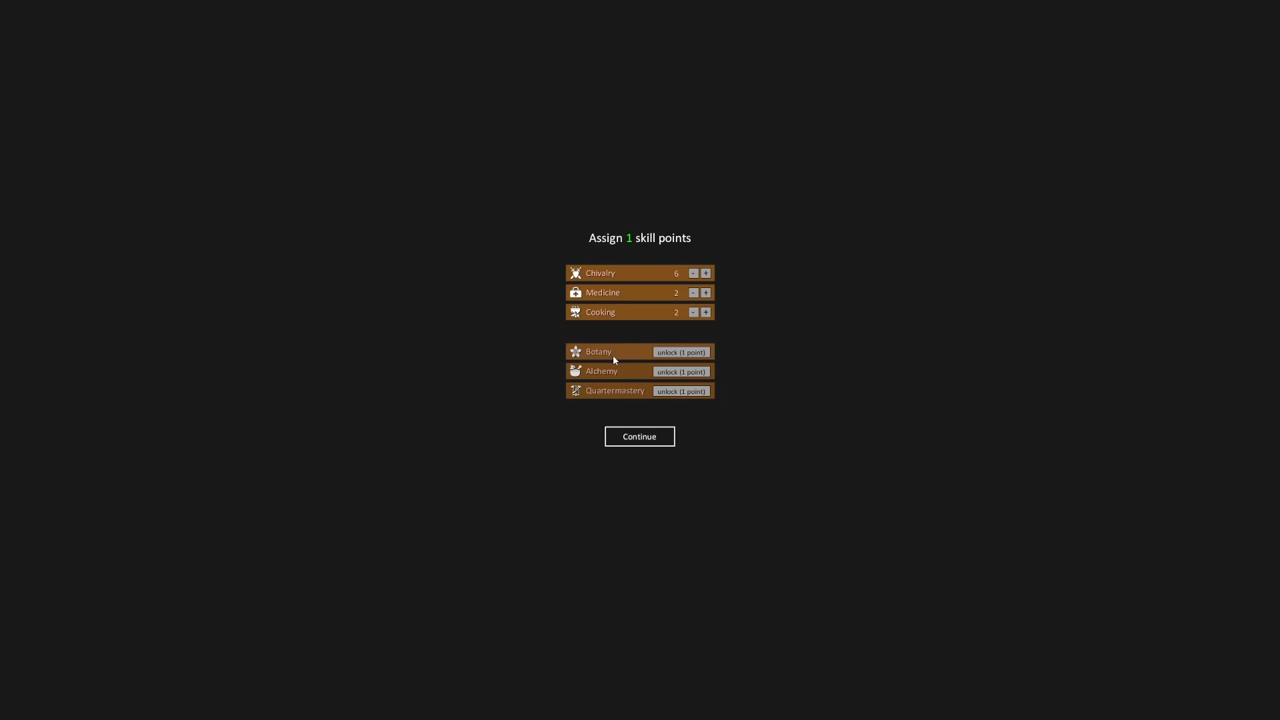 Assign 1 skill points
Chivalry 6 - +
Medicine 2 - +
Cooking 2 - +
Botany unlock (1 point)
Alchemy unlock (1 point)
Quartermastery unlock (1 point)
Continue